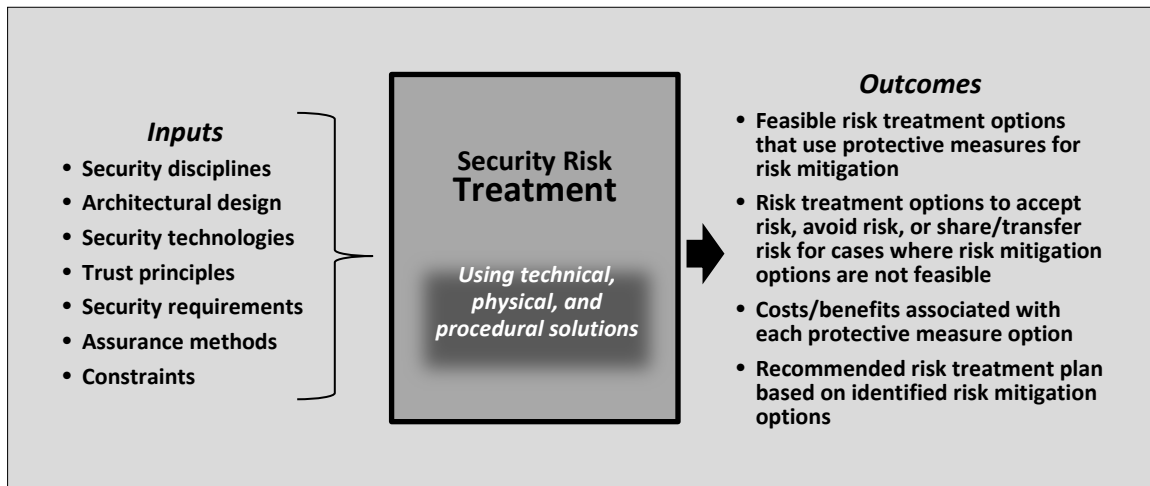 Inputs
• Security disciplines
• Architectural design
• Security technologies
• Trust principles
• Security requirements
• Assurance methods
• Constraints
Security Risk
Treatment
Using technical,
physical, and
procedural solutions
Outcomes
• Feasible risk treatment options
that use protective measures for
risk mitigation
• Risk treatment options to accept
risk, avoid risk, or share/transfer
risk for cases where risk mitigation
options are not feasible
• Costs/benefits associated with
each protective measure option
• Recommended risk treatment plan
based on identified risk mitigation
options